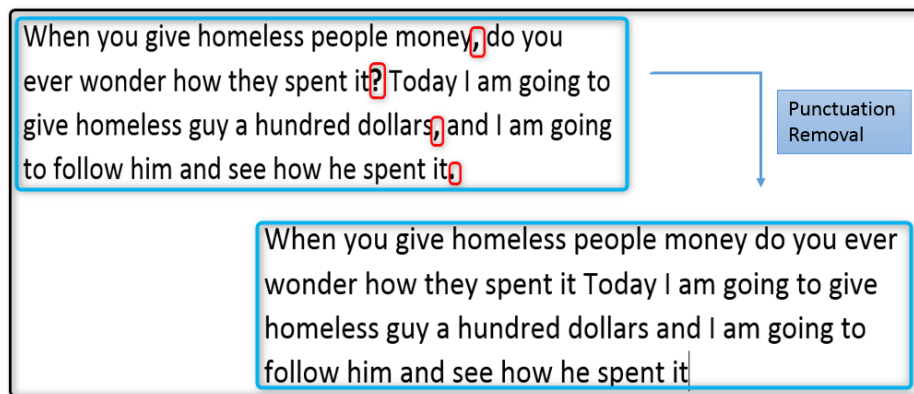 When you give homeless people money, do you
ever wonder how they spent it? Today I am going to
give homeless guy a hundred dollars, and I am going
to follow him and see how he spent it.
Punctuation
Removal
When you give homeless people money do you ever
wonder how they spent it Today I am going to give
homeless guy a hundred dollars and I am going to
follow him and see how he spent it